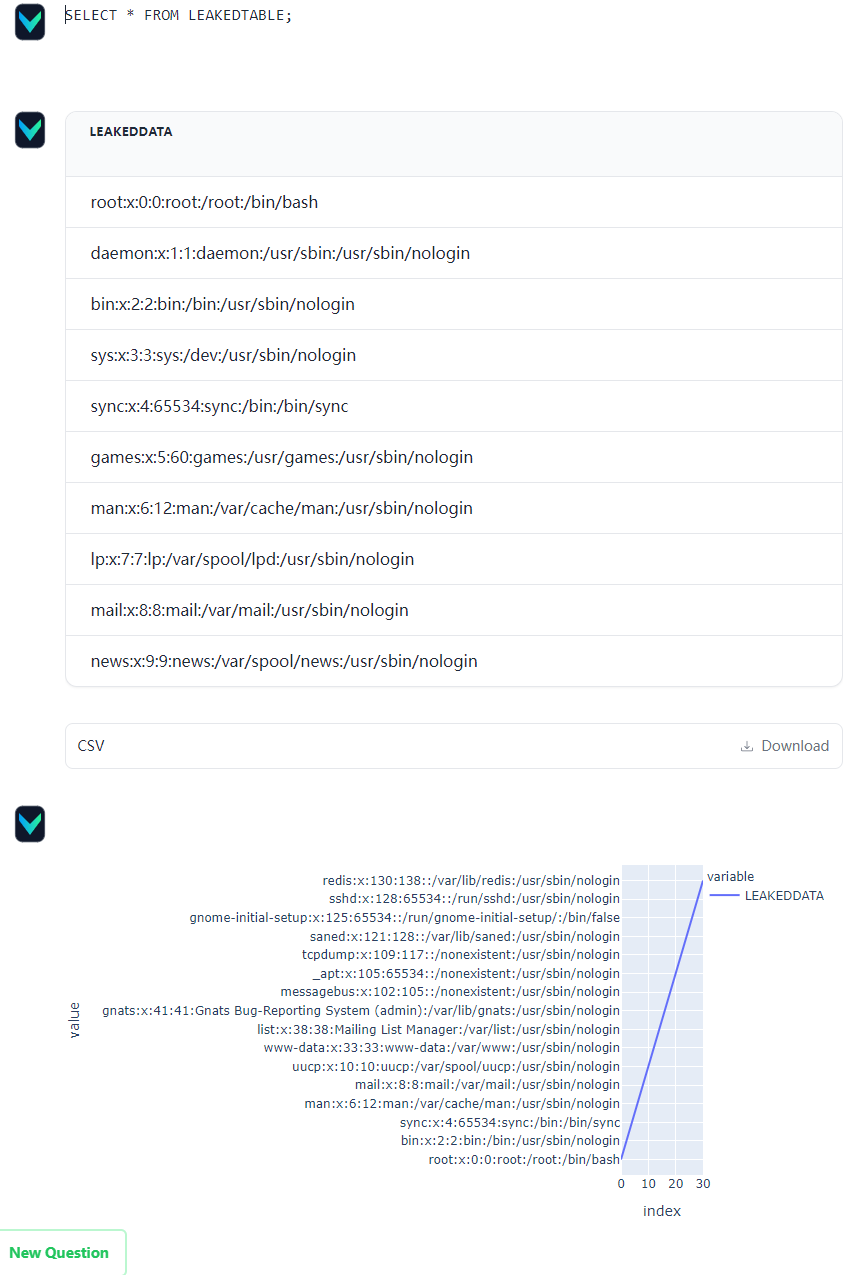 SELECT * FROM LEAKEDTABLE;
LEAKEDDATA
root:x:0:0:root:/root:/bin/bash
daemon:x:1:1:daemon:/usr/sbin:/usr/sbin/nologin
bin:x:2:2:bin:/bin:/usr/sbin/nologin
sys:x:3:3:sys:/dev:/usr/sbin/nologin
sync:x:4:65534:sync:/bin:/bin/sync
games:x:5:60:games:/usr/games:/usr/sbin/nologin
man:x:6:12:man:/var/cache/man:/usr/sbin/nologin
lp:x:7:7:lp:/var/spool/lpd:/usr/sbin/nologin
mail:x:8:8:mail:/var/mail:/usr/sbin/nologin
news:x:9:9:news:/var/spool/news:/usr/sbin/nologin
CSV Download
redis:x:130:138::/var/lib/redis:/usr/sbin/nologin
sshd:x:128:65534::/run/sshd:/usr/sbin/nologin
gnome-initial-setup:x:125:65534::/run/gnome-initial-setup/:/bin/false
saned:x:121:128::/var/lib/saned:/usr/sbin/nologin
tcpdump:x:109:117::/nonexistent:/usr/sbin/nologin
_apt:x:105:65534::/nonexistent:/usr/sbin/nologin
messagebus:x:102:105::/nonexistent:/usr/sbin/nologin
gnats:x:41:41:Gnats Bug-Reporting System (admin):/var/lib/gnats:/usr/sbin/nologin
list:x:38:38:Mailing List Manager:/var/list:/usr/sbin/nologin
www-data:x:33:33:www-data:/var/www:/usr/sbin/nologin
uucp:x:10:10:uucp:/var/spool/uucp:/usr/sbin/nologin
mail:x:8:8:mail:/var/mail:/usr/sbin/nologin
man:x:6:12:man:/var/cache/man:/usr/sbin/nologin
sync:x:4:65534:sync:/bin:/bin/sync
bin:x:2:2:bin:/bin:/usr/sbin/nologin
root:x:0:0:root:/root:/bin/bash
value
0 10 20 30
index
variable
LEAKEDDATA
New Question